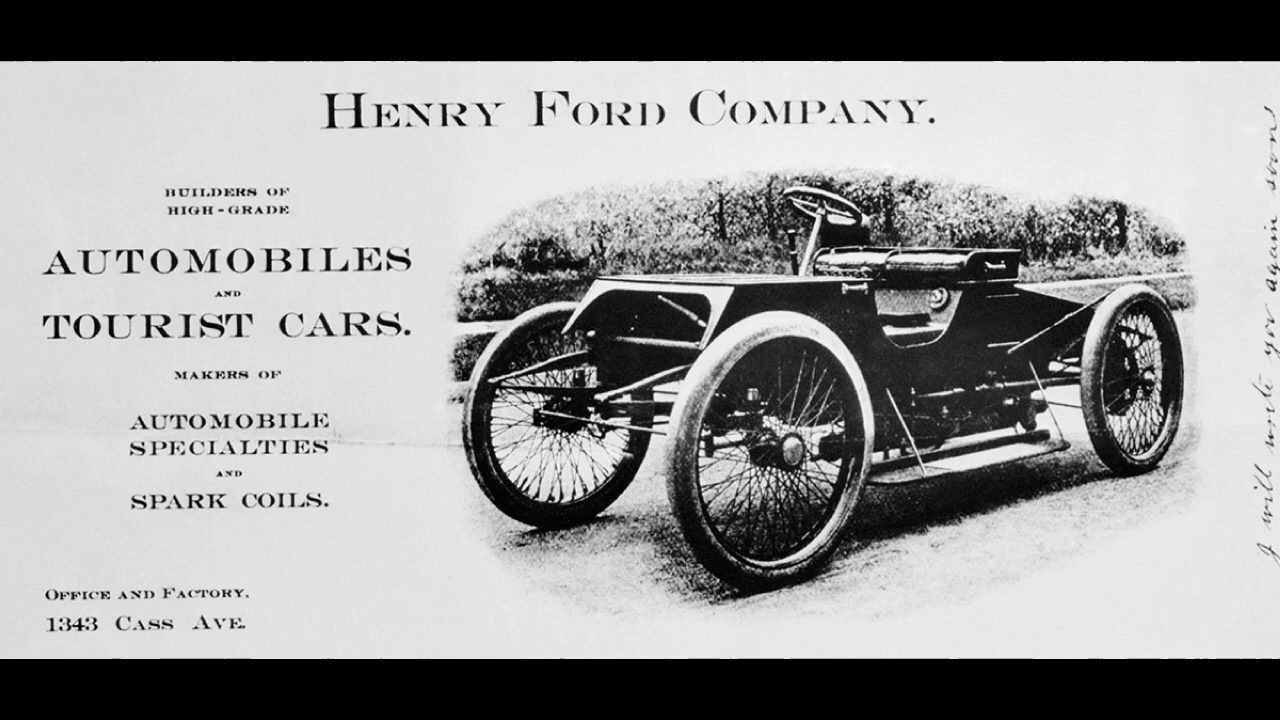 HENRY FORD COMPANY.
BUILDERS OF
HIGH-GRADE
AUTOMOBILES
AND
TOURIST CARS.
MAKERS OF
AUTOMOBILE
SPECIALTIES
AND
SPARK COILS.
OFFICE AND FACTORY,
1343 CASS AVE.
I will write you again soon